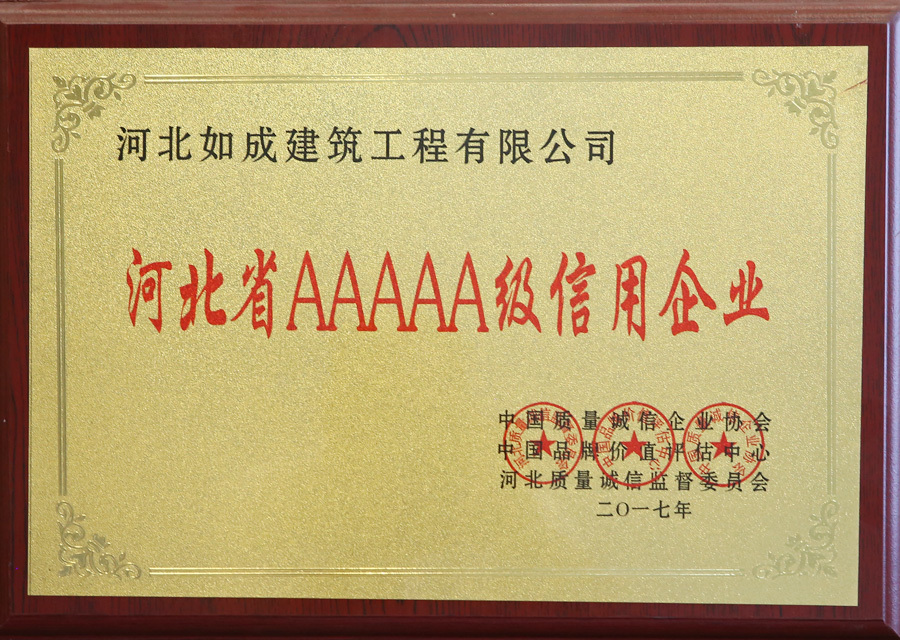 河北如成建筑工程有限公司
河北省AAAAA级信用企业
中国质量诚信企业协会
中国品牌价值评估中心
河北质量诚信监督委员会
二〇一七年